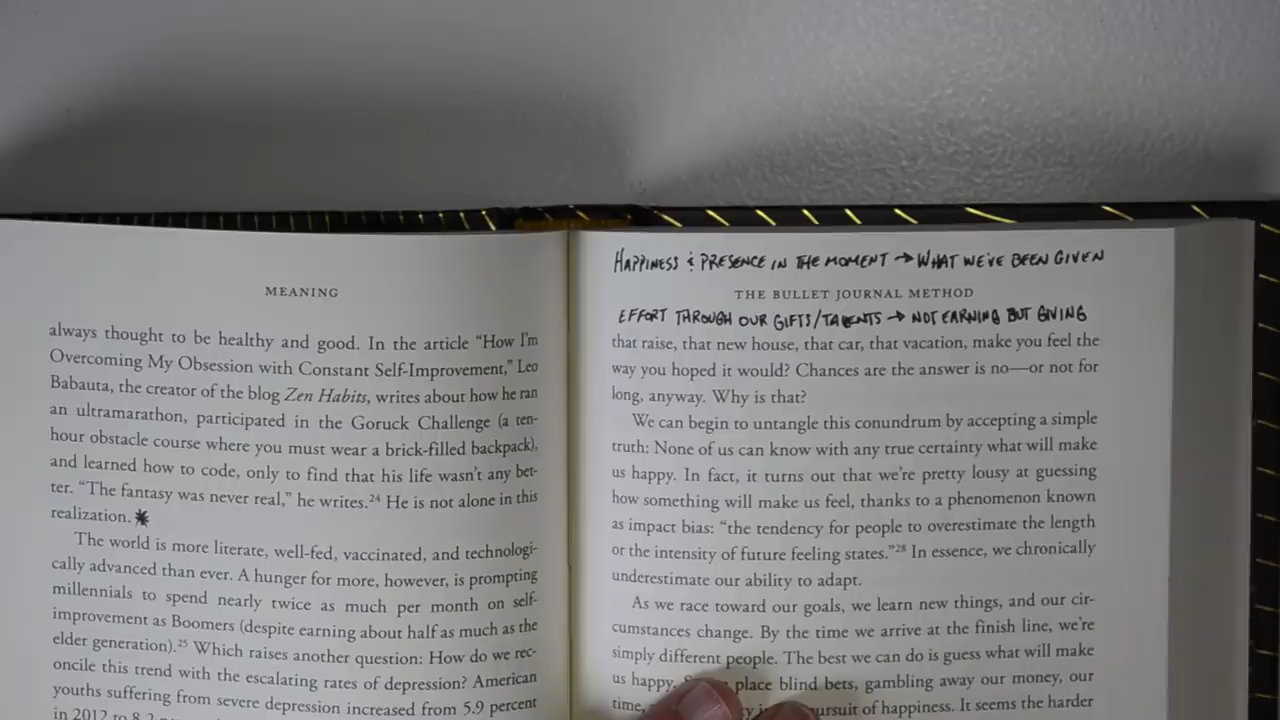 MEANING
always thought to be healthy and good. In the article “How I’m
Overcoming My Obsession with Constant Self-Improvement,” Leo
Babauta, the creator of the blog Zen Habits, writes about how he ran
an ultramarathon, participated in the Goruck Challenge (a ten-
hour obstacle course where you must wear a brick-filled backpack),
and learned how to code, only to find that his life wasn’t any bet-
ter. “The fantasy was never real,” he writes.24 He is not alone in this
realization.
The world is more literate, well-fed, vaccinated, and technologi-
cally advanced than ever. A hunger for more, however, is prompting
millennials to spend nearly twice as much per month on self-
improvement as Boomers (despite earning about half as much as the
elder generation).25 Which raises another question: How do we rec-
oncile this trend with the escalating rates of depression? American
youths suffering from severe depression increased from 5.9 percent
in 2012 to 8.2
HAPPINESS & PRESENCE IN THE MOMENT → WHAT WE'VE BEEN GIVEN
THE BULLET JOURNAL METHOD
EFFORT THROUGH OUR GIFTS/TALENTS → NOT EARNING BUT GIVING
that raise, that new house, that car, that vacation, make you feel the
way you hoped it would? Chances are the answer is no—or not for
long, anyway. Why is that?
We can begin to untangle this conundrum by accepting a simple
truth: None of us can know with any true certainty what will make
us happy. In fact, it turns out that we’re pretty lousy at guessing
how something will make us feel, thanks to a phenomenon known
as impact bias: “the tendency for people to overestimate the length
or the intensity of future feeling states.”28 In essence, we chronically
underestimate our ability to adapt.
As we race toward our goals, we learn new things, and our cir-
cumstances change. By the time we arrive at the finish line, we’re
simply different people. The best we can do is guess what will make
us happy. place blind bets, gambling away our money, our
time, pursuit of happiness. It seems the harder